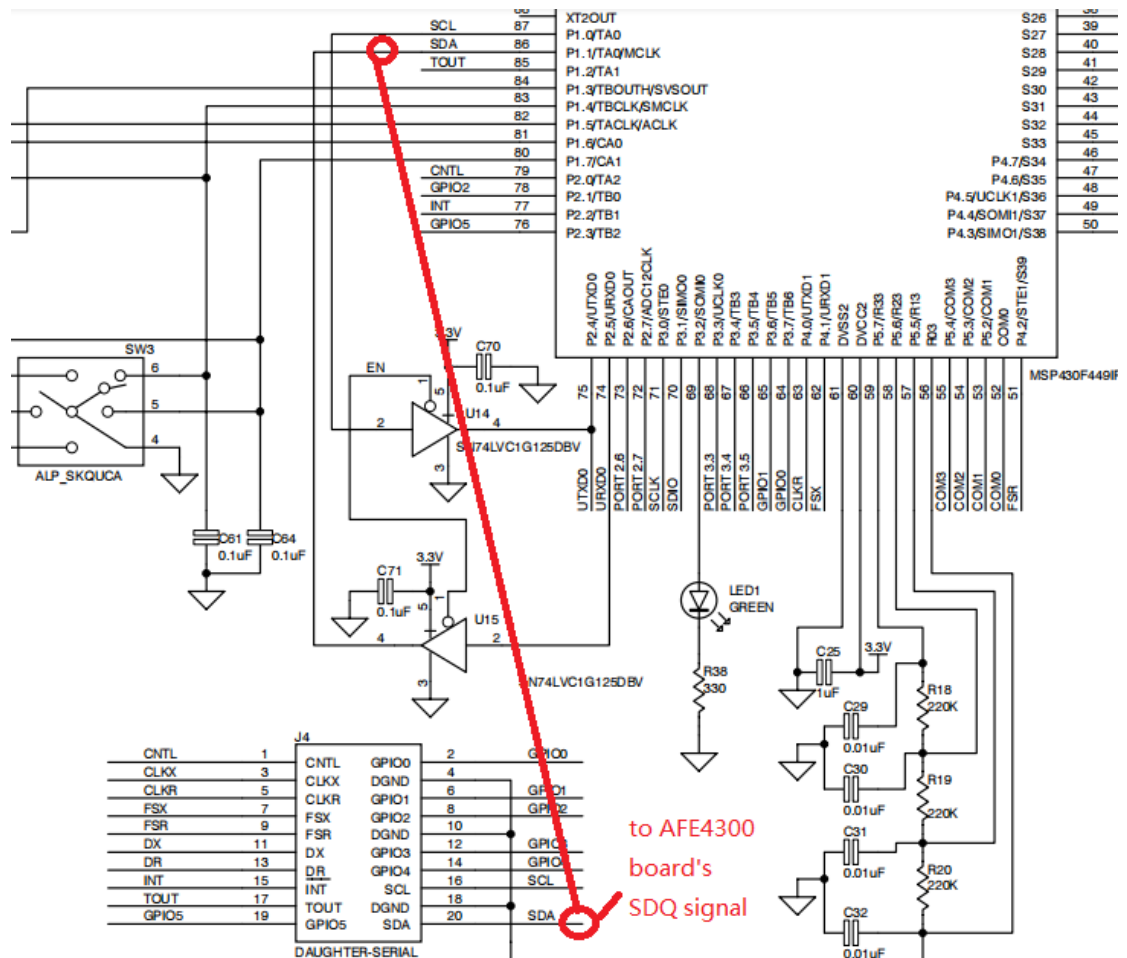 XT2OUT
SCL 87 P1.0/TA0
SDA 86 P1.1/TA0/MCLK
TOUT 85 P1.2/TA1
84 P1.3/TBOUTH/SVSOUT
83 P1.4/TBCLK/SMCLK
82 P1.5/TACLK/ACLK
81 P1.6/CA0
80 P1.7/CA1
CNTL 79 P2.0/TA2
GPIO2 78 P2.1/TB0
INT 77 P2.2/TB1
GPIO5 76 P2.3/TB2
S26
S27 39
S28 40
S29 41
S30 42
S31 43
S32 44
S33 45
P4.7/S34 46
P4.6/S35 47
P4.5/UCLK1/S36 48
P4.4/SOMI1/S37 49
P4.3/SIMO1/S38 50
P2.4/UTXD0
P2.5/URXD0
P2.6/CAOUT
P2.7/ADC12CLK
P3.0/STE0
P3.1/SIMO0
P3.2/SOMI0
P3.3/UCLK0
P3.4/TB3
P3.5/TB4
P3.6/TB5
P3.7/TB6
P4.0/UTXD1
P4.1/URXD1
DVSS2
DVCC2
P5.7/R33
P5.6/R23
P5.5/R13
R03
P5.4/COM3
P5.3/COM2
P5.2/COM1
COM0
P4.2/STE1/S39
75 74 73 72 71 70 69 68 67 66 65 64 63 62 61 60 59 58 57 56 55 54 53 52 51
UTXD0
URXD0
PORT 2.6
PORT 2.7
SCLK
SDIO
PORT 3.3
PORT 3.4
PORT 3.5
GPIO1
GPIO0
CLKR
FSX
COM3
COM2
COM1
COM0
FSR
SW3
6
5
4
ALP_SKQUCA
C61
0.1uF
C64
0.1uF
EN
1
5
2
4
3
C70
0.1uF
U14
3.3V
C71
0.1uF
1
5
4
2
3
U15
LED1
GREEN
R38
330
C25
1uF
3.3V
C29
0.01uF
C30
0.01uF
C31
0.01uF
C32
0.01uF
R18
220K
R19
220K
R20
220K
J4
CNTL 1 CNTL GPIO0 2
CLKX 3 CLKX DGND 4
CLKR 5 CLKR GPIO1 6
FSX 7 FSX GPIO2 8
FSR 9 FSR DGND 10
DX 11 DX GPIO3 12
DR 13 DR GPIO4 14
INT 15 INT SCL 16 SCL
TOUT 17 TOUT DGND 18
GPIO5 19 GPIO5 SDA 20 SDA
DAUGHTER-SERIAL
to AFE4300
board's
SDQ signal